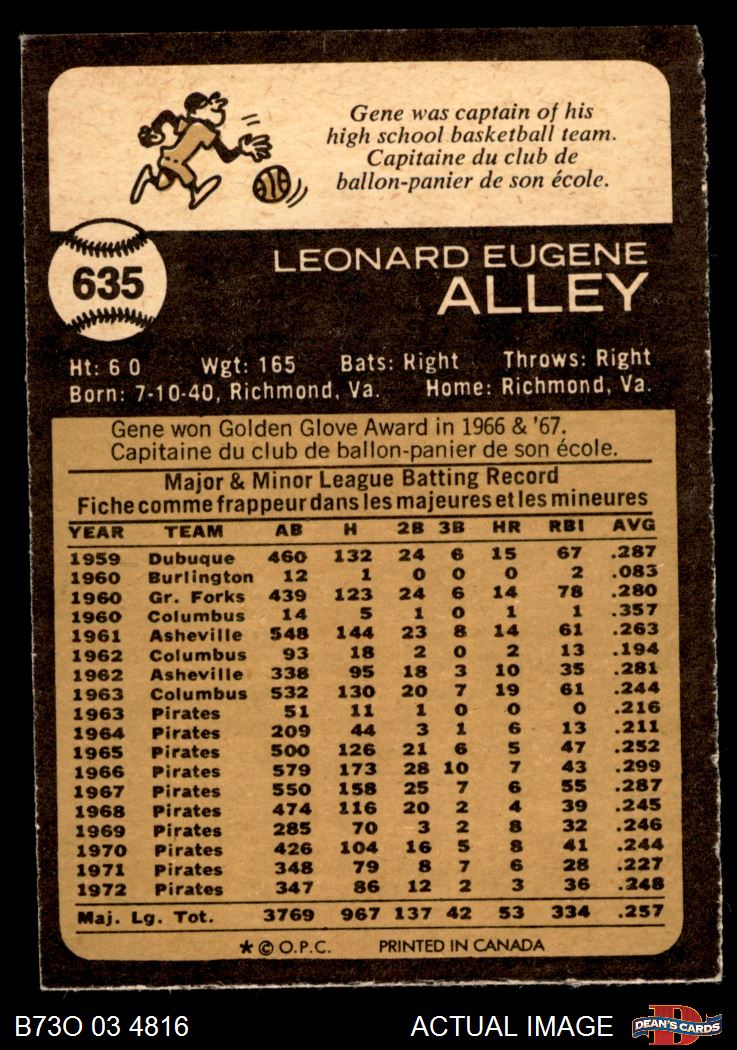 Gene was captain of his
high school basketball team.
Capitaine du club de
ballon-panier de son école.
635
LEONARD EUGENE
ALLEY
Ht: 6 0 Wgt: 165 Bats: Right Throws: Right
Born: 7-10-40, Richmond, Va. Home: Richmond, Va.
Gene won Golden Glove Award in 1966 & '67.
Capitaine du club de ballon-panier de son école.
Major & Minor League Batting Record
Fiche comme frappeur dans les majeures et les mineures
YEAR TEAM AB H 2B 3B HR RBI AVG
1959 Dubuque 460 132 24 6 15 67 .287
1960 Burlington 12 1 0 0 0 2 .083
1960 Gr. Forks 439 123 24 6 14 78 .280
1960 Columbus 14 5 1 0 1 1 .357
1961 Asheville 548 144 23 8 14 61 .263
1962 Columbus 93 18 2 0 2 13 .194
1962 Asheville 338 95 18 3 10 35 .281
1963 Columbus 532 130 20 7 19 61 .244
1963 Pirates 51 11 1 0 0 0 .216
1964 Pirates 209 44 3 1 6 13 .211
1965 Pirates 500 126 21 6 5 47 .252
1966 Pirates 579 173 28 10 7 43 .299
1967 Pirates 550 158 25 7 6 55 .287
1968 Pirates 474 116 20 2 4 39 .245
1969 Pirates 285 70 3 2 8 32 .246
1970 Pirates 426 104 16 5 8 41 .244
1971 Pirates 348 79 8 7 6 28 .227
1972 Pirates 347 86 12 2 3 36 .248
Maj. Lg. Tot. 3769 967 137 42 53 334 .257
* © O.P.C. PRINTED IN CANADA
B73O 03 4816 ACTUAL IMAGE D DEAN'S CARDS